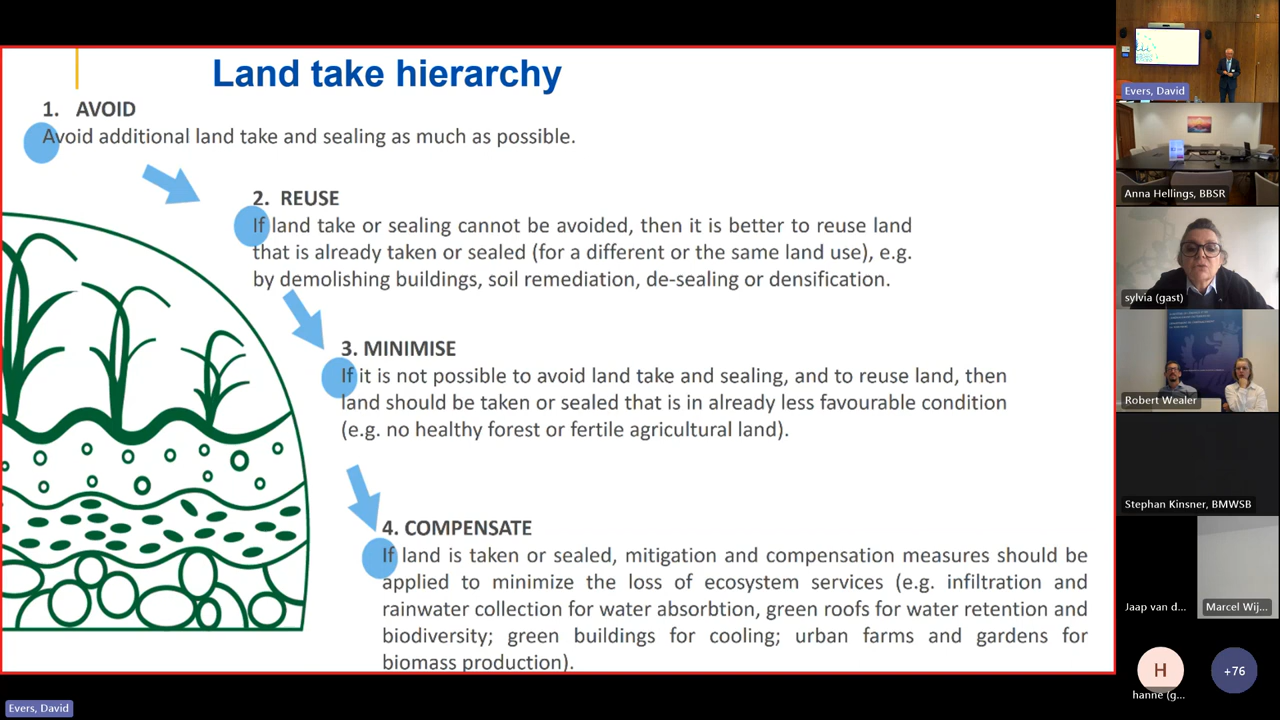 Land take hierarchy
1. AVOID
Avoid additional land take and sealing as much as possible.
2. REUSE
If land take or sealing cannot be avoided, then it is better to reuse land
that is already taken or sealed (for a different or the same land use), e.g.
by demolishing buildings, soil remediation, de-sealing or densification.
3. MINIMISE
If it is not possible to avoid land take and sealing, and to reuse land, then
land should be taken or sealed that is in already less favourable condition
(e.g. no healthy forest or fertile agricultural land).
4. COMPENSATE
If land is taken or sealed, mitigation and compensation measures should be
applied to minimize the loss of ecosystem services (e.g. infiltration and
rainwater collection for water absorbtion, green roofs for water retention and
biodiversity; green buildings for cooling; urban farms and gardens for
biomass production).
Evers, David
Evers, David
Anna Hellings, BBSR
sylvia (gast)
Robert Wealer
Stephan Kinsner, BMWSB
Jaap van d...
Marcel Wij...
H
hanne (g...
+76